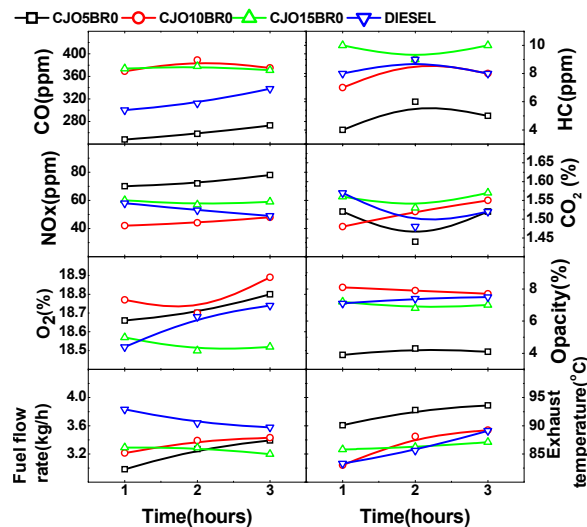 CJO5BR0 CJO10BR0 CJO15BR0 DIESEL
CO(ppm)
400
360
320
280
240
HC(ppm)
10
8
6
4
2
NOx(ppm)
80
60
40
CO2 (%)
1.65
1.60
1.55
1.50
1.45
O2(%)
18.9
18.8
18.7
18.6
18.5
Opacity(%)
8
6
4
Fuel flow
rate(kg/h)
4.0
3.6
3.2
Exhaust
temperature(°C)
95
90
85
1 2 3
1 2 3
Time(hours)
Time(hours)